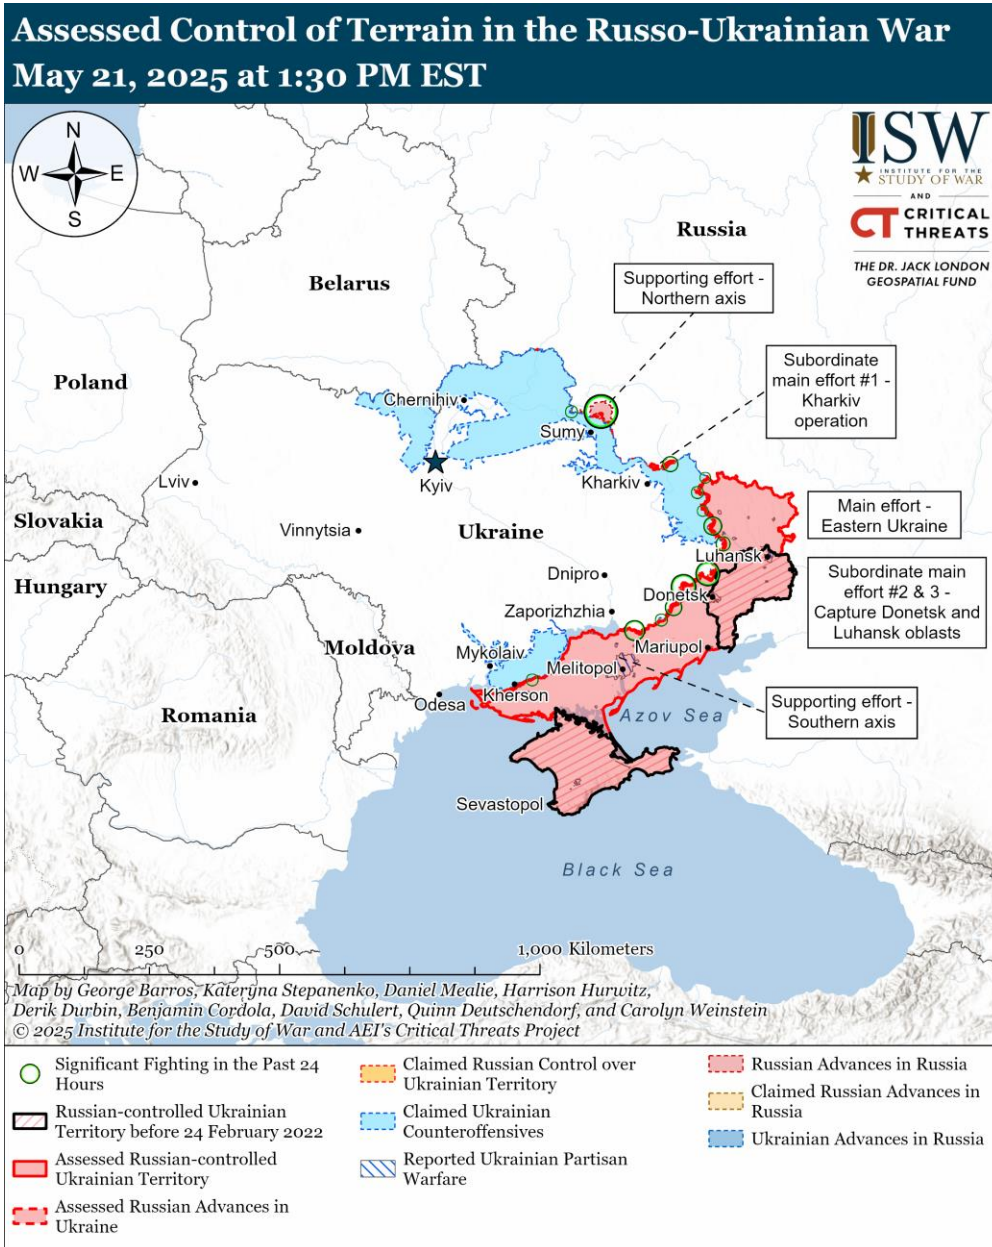 Assessed Control of Terrain in the Russo-Ukrainian War
May 21, 2025 at 1:30 PM EST
N
W
E
S
ISW
INSTITUTE FOR THE
STUDY OF WAR
AND
CT CRITICAL
THREATS
THE DR. JACK LONDON
GEOSPATIAL FUND
Russia
Belarus
Supporting effort -
Northern axis
Poland
Subordinate
main effort #1 -
Kharkiv
operation
Chernihiv
Sumy
Kyiv
Lviv
Kharkiv
Slovakia
Vinnytsia
Ukraine
Main effort -
Eastern Ukraine
Luhansk
Hungary
Dnipro
Donetsk
Subordinate main
effort #2 & 3 -
Capture Donetsk and
Luhansk oblasts
Zaporizhzhia
Moldova
Mykolaiv
Mariupol
Melitopol
Kherson
Odesa
Romania
Azov Sea
Supporting effort -
Southern axis
Sevastopol
Black Sea
0 250 500 1,000 Kilometers
Map by George Barros, Kateryna Stepanenko, Daniel Mealie, Harrison Hurwitz,
Derik Durbin, Benjamin Cordola, David Schulert, Quinn Deutschendorf, and Carolyn Weinstein
© 2025 Institute for the Study of War and AEI's Critical Threats Project
Significant Fighting in the Past 24
Hours
Russian-controlled Ukrainian
Territory before 24 February 2022
Assessed Russian-controlled
Ukrainian Territory
Assessed Russian Advances in
Ukraine
Claimed Russian Control over
Ukrainian Territory
Claimed Ukrainian
Counteroffensives
Reported Ukrainian Partisan
Warfare
Russian Advances in Russia
Claimed Russian Advances in
Russia
Ukrainian Advances in Russia